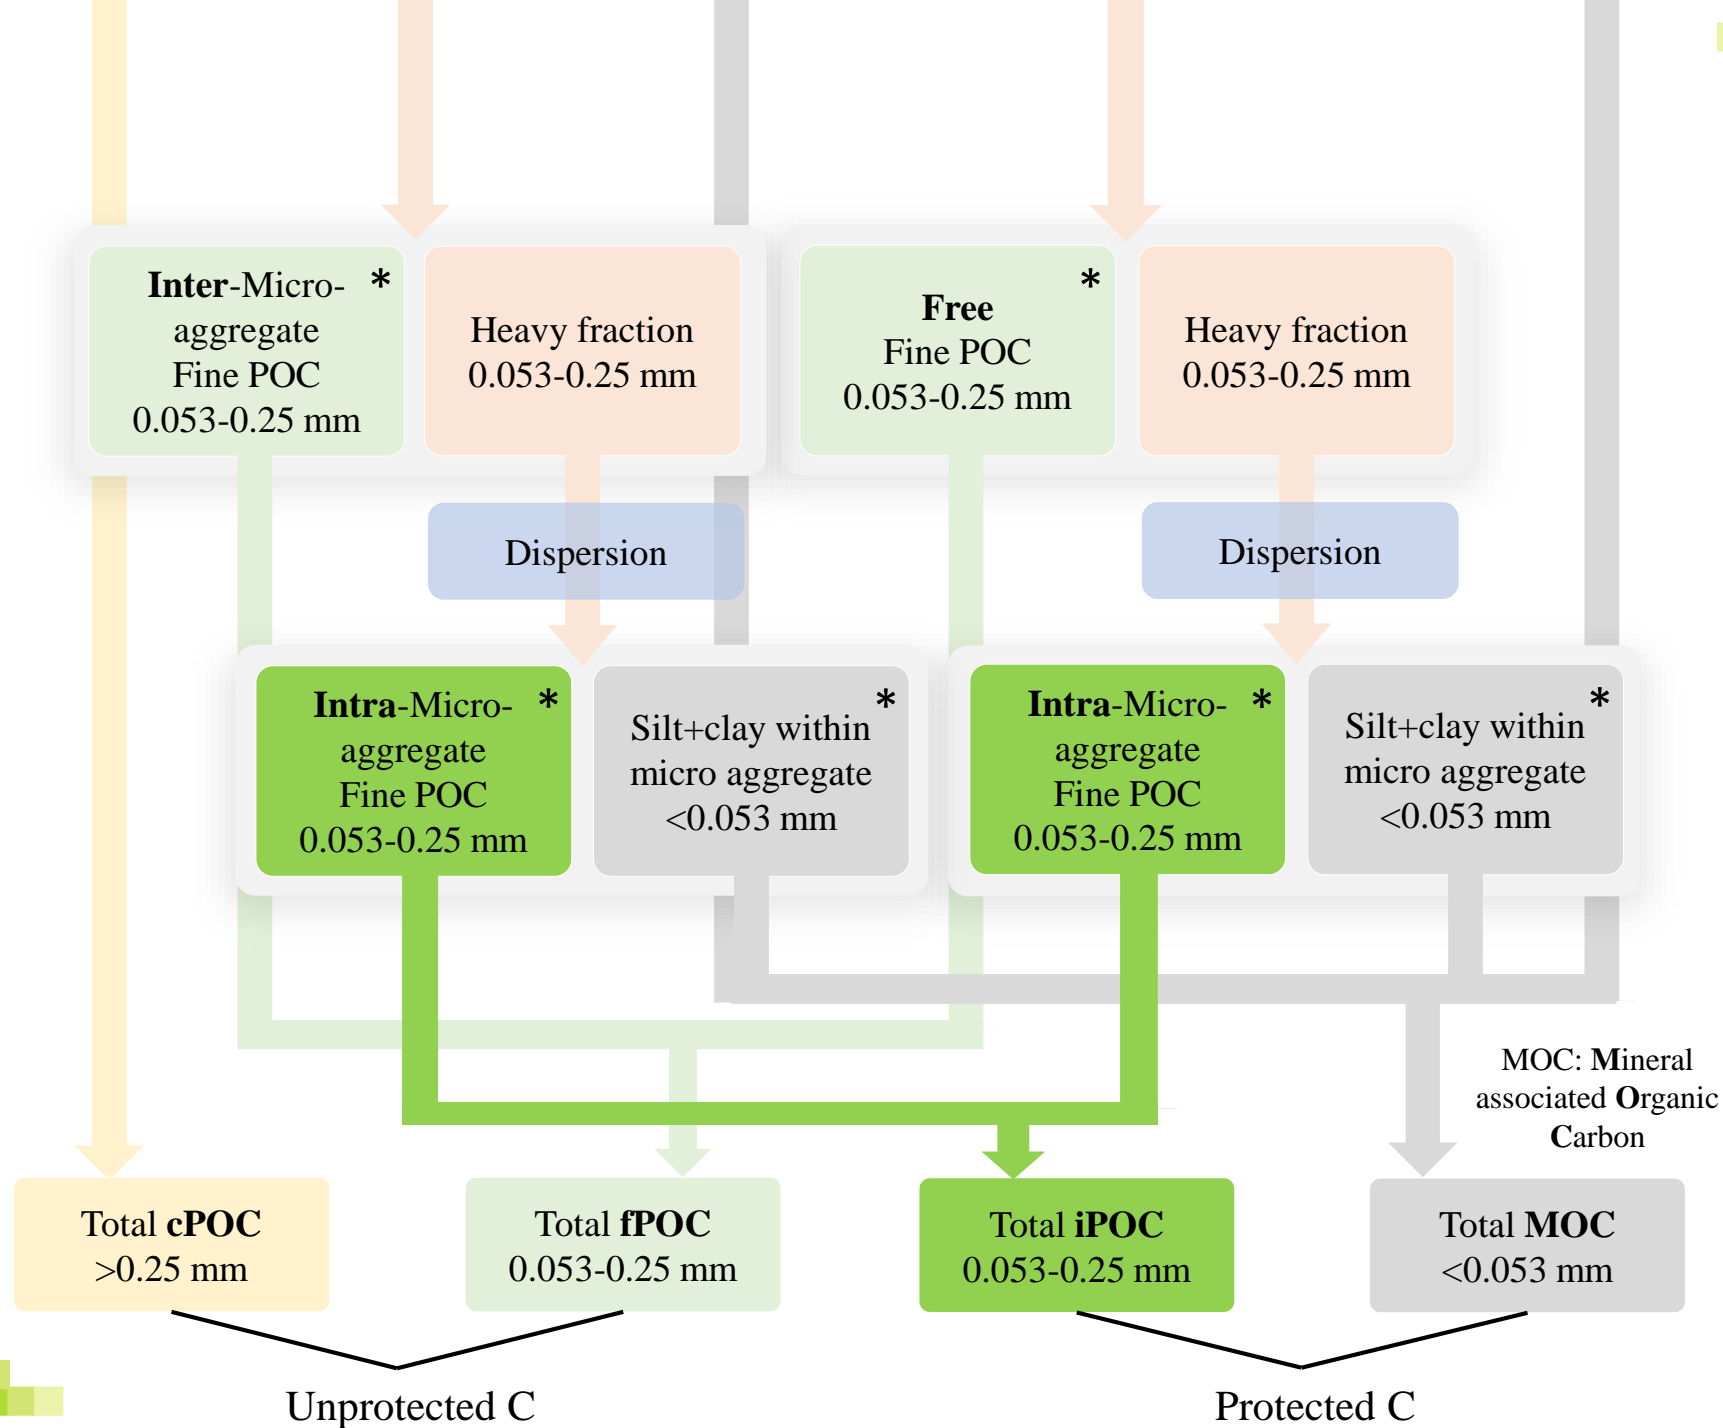 Inter-Micro- *
aggregate
Fine POC
0.053-0.25 mm
Heavy fraction
0.053-0.25 mm
*
Free
Fine POC
0.053-0.25 mm
Heavy fraction
0.053-0.25 mm
Dispersion
Dispersion
Intra-Micro- *
aggregate
Fine POC
0.053-0.25 mm
*
Silt+clay within
micro aggregate
<0.053 mm
Intra-Micro- *
aggregate
Fine POC
0.053-0.25 mm
*
Silt+clay within
micro aggregate
<0.053 mm
MOC: Mineral
associated Organic
Carbon
Total cPOC
>0.25 mm
Total fPOC
0.053-0.25 mm
Total iPOC
0.053-0.25 mm
Total MOC
<0.053 mm
Unprotected C
Protected C